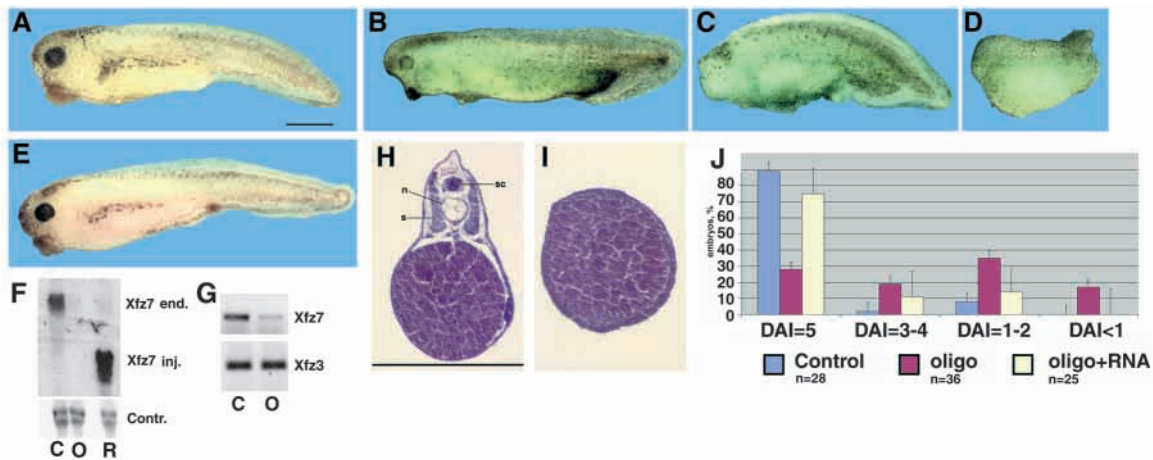 A
B
C
D
E
H
sc
n
s
I
J
embryos, %
80
70
60
50
40
30
20
10
0
DAI=5
DAI=3-4
DAI=1-2
DAI<1
Control
n=28
oligo
n=36
oligo+RNA
n=25
F
Xfz7 end.
Xfz7 inj.
Contr.
C O R
G
Xfz7
Xfz3
C O